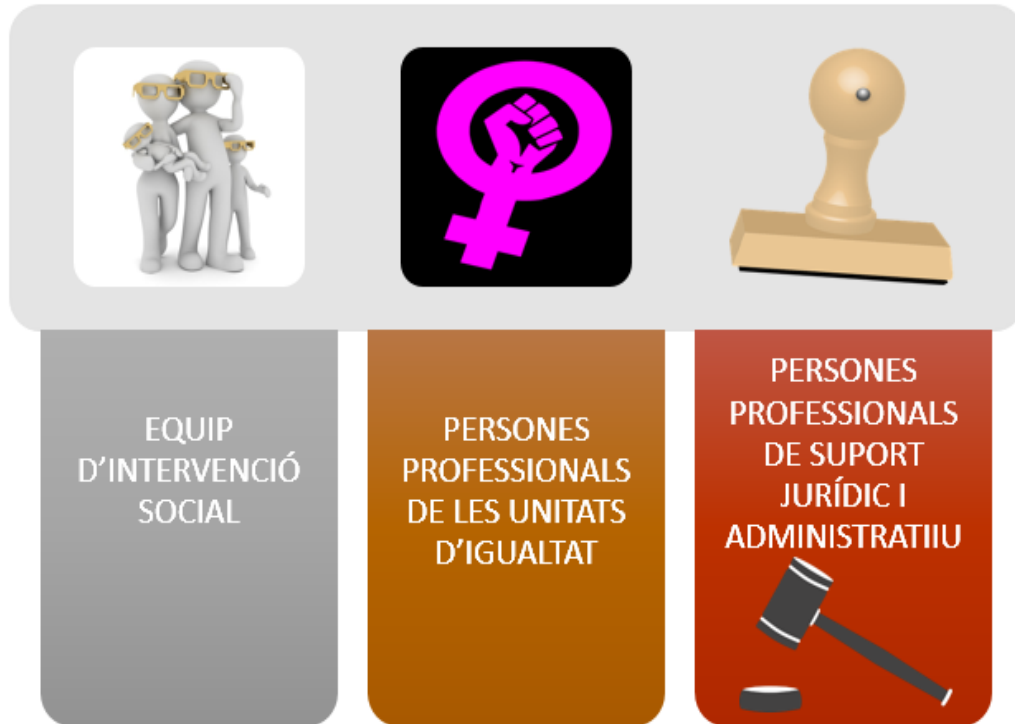 EQUIP
D'INTERVENCIÓ
SOCIAL
PERSONES
PROFESSIONALS
DE LES UNITATS
D'IGUALTAT
PERSONES
PROFESSIONALS
DE SUPORT
JURÍDIC I
ADMINISTRATIIU